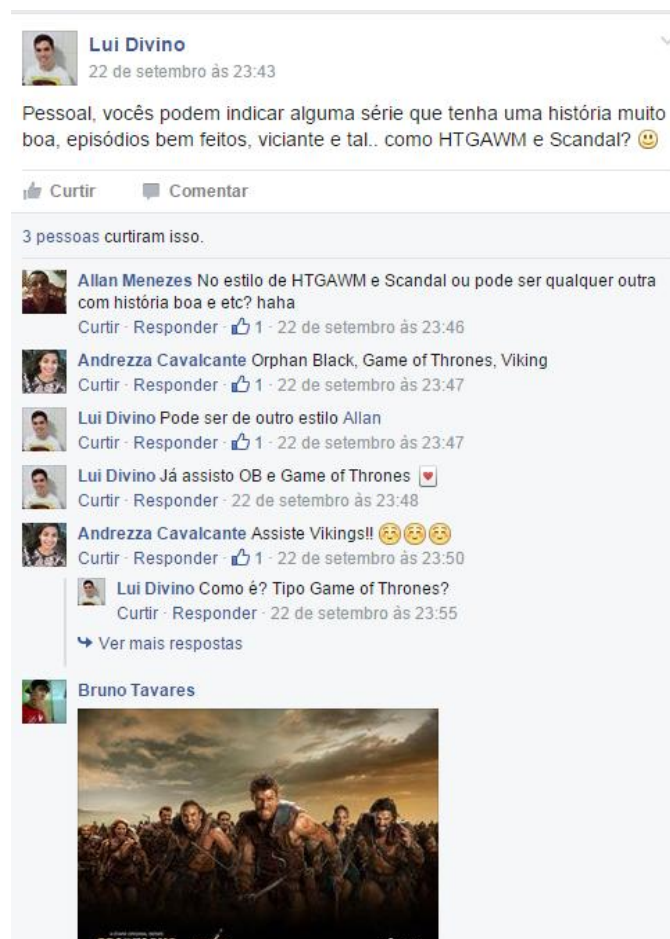 Lui Divino
22 de setembro às 23:43
Pessoal, vocês podem indicar alguma série que tenha uma história muito
boa, episódios bem feitos, viciante e tal.. como HTGAWM e Scandal? 😃
Curtir Comentar
3 pessoas curtiram isso.
Allan Menezes No estilo de HTGAWM e Scandal ou pode ser qualquer outra
com história boa e etc? haha
Curtir · Responder · 1 · 22 de setembro às 23:46
Andrezza Cavalcante Orphan Black, Game of Thrones, Viking
Curtir · Responder · 1 · 22 de setembro às 23:47
Lui Divino Pode ser de outro estilo Allan
Curtir · Responder · 1 · 22 de setembro às 23:47
Lui Divino Já assisto OB e Game of Thrones 💌
Curtir · Responder · 22 de setembro às 23:48
Andrezza Cavalcante Assiste Vikings!! ☺☺☺
Curtir · Responder · 1 · 22 de setembro às 23:50
Lui Divino Como é? Tipo Game of Thrones?
Curtir · Responder · 22 de setembro às 23:55
Ver mais respostas
Bruno Tavares